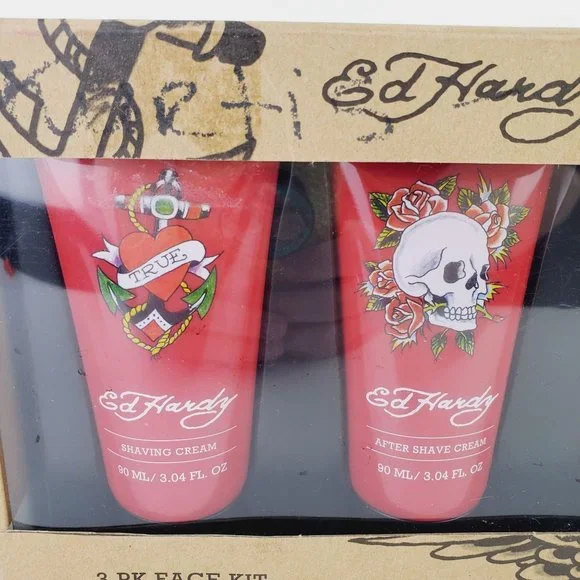 Ed Hardy
TRUE
Ed Hardy
SHAVING CREAM
90 ML/ 3.04 FL. OZ
Ed Hardy
AFTER SHAVE CREAM
90 ML/ 3.04 FL. OZ
3 PK FACE KIT